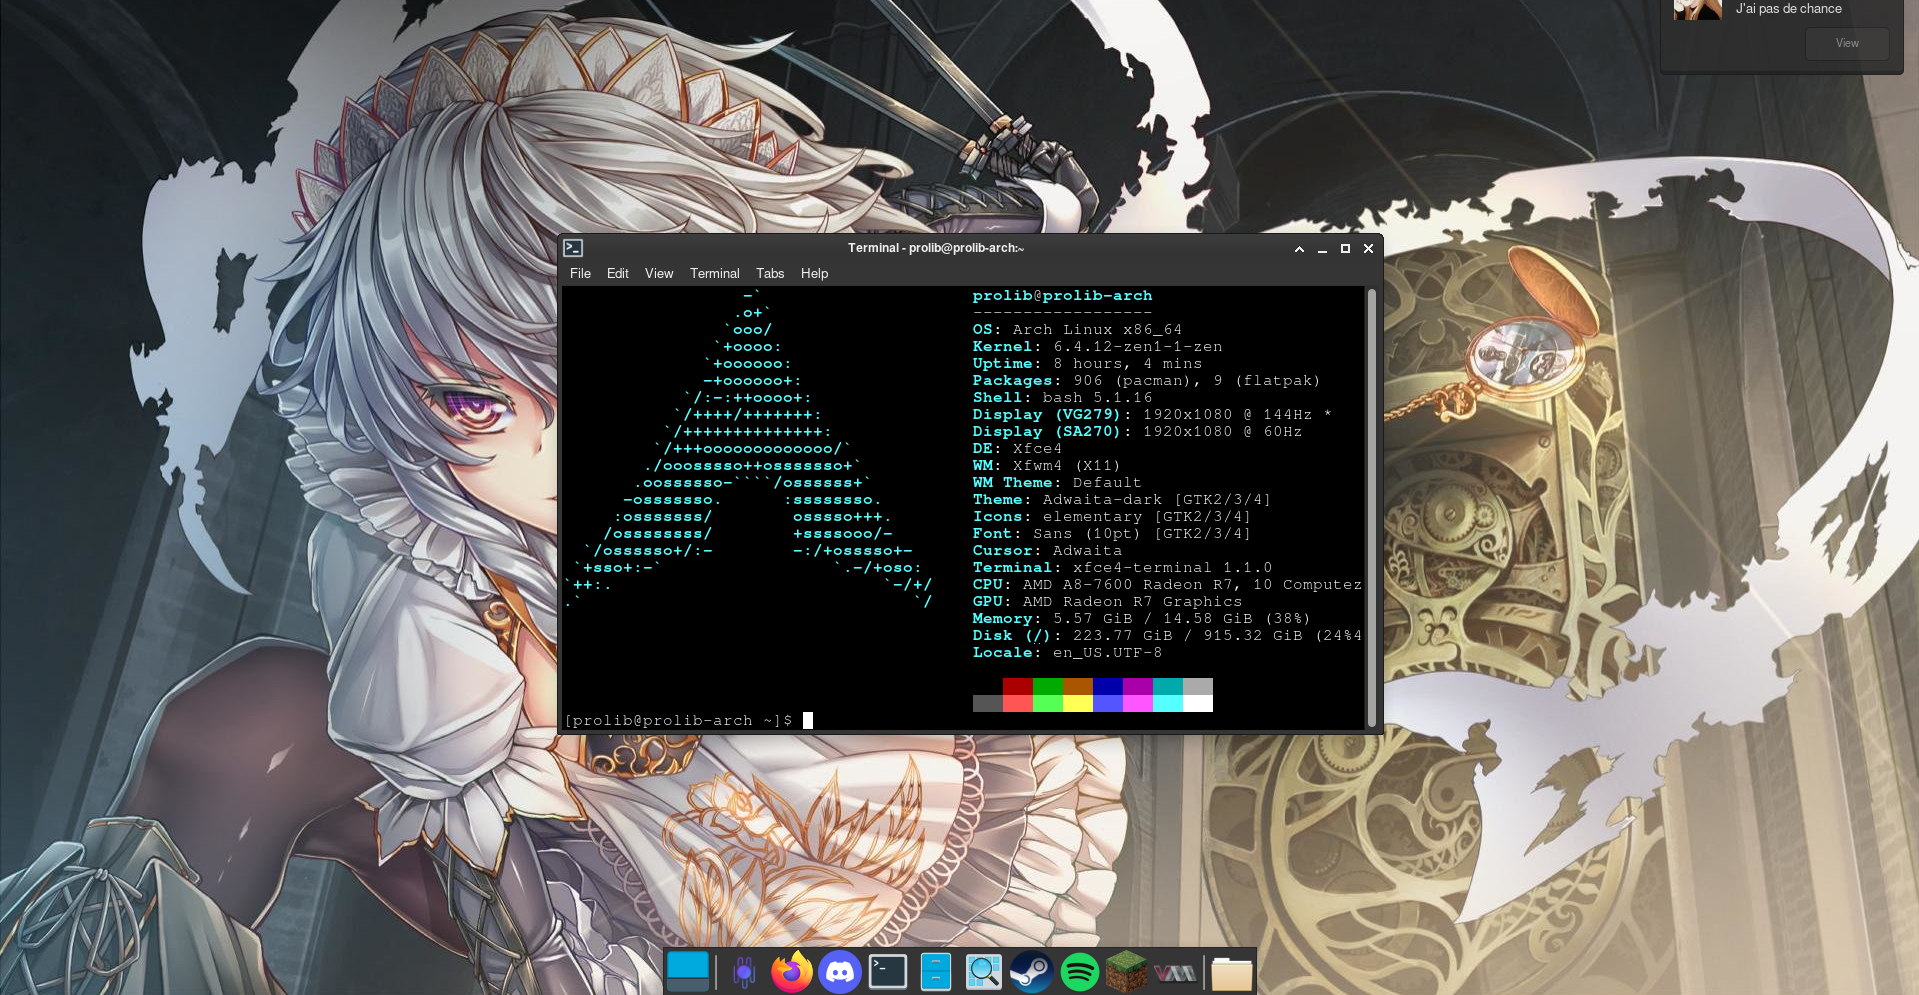 J'ai pas de chance
View
Terminal - prolib@prolib-arch:~
File Edit View Terminal Tabs Help
-`
.o+`
`ooo/
`+oooo:
`+oooooo:
-+oooooo+:
`/:-:++oooo+:
`/++++/+++++++:
`/++++++++++++++:
`/+++ooooooooooooo/`
./ooosssso++osssssso+`
.oossssso-````/ossssss+`
-osssssso.      :ssssssso.
:osssssss/        osssso+++.
/ossssssss/        +ssssooo/-
`/ossssso+/:-        -:/+osssso+-
`+sso+:-`                 `.-/+oso:
`++:.                           `-/+/
.`                                 `/
prolib@prolib-arch
------------------
OS: Arch Linux x86_64
Kernel: 6.4.12-zen1-1-zen
Uptime: 8 hours, 4 mins
Packages: 906 (pacman), 9 (flatpak)
Shell: bash 5.1.16
Display (VG279): 1920x1080 @ 144Hz *
Display (SA270): 1920x1080 @ 60Hz
DE: Xfce4
WM: Xfwm4 (X11)
WM Theme: Default
Theme: Adwaita-dark [GTK2/3/4]
Icons: elementary [GTK2/3/4]
Font: Sans (10pt) [GTK2/3/4]
Cursor: Adwaita
Terminal: xfce4-terminal 1.1.0
CPU: AMD A8-7600 Radeon R7, 10 Computez
GPU: AMD Radeon R7 Graphics
Memory: 5.57 GiB / 14.58 GiB (38%)
Disk (/): 223.77 GiB / 915.32 GiB (24%4
Locale: en_US.UTF-8
[prolib@prolib-arch ~]$